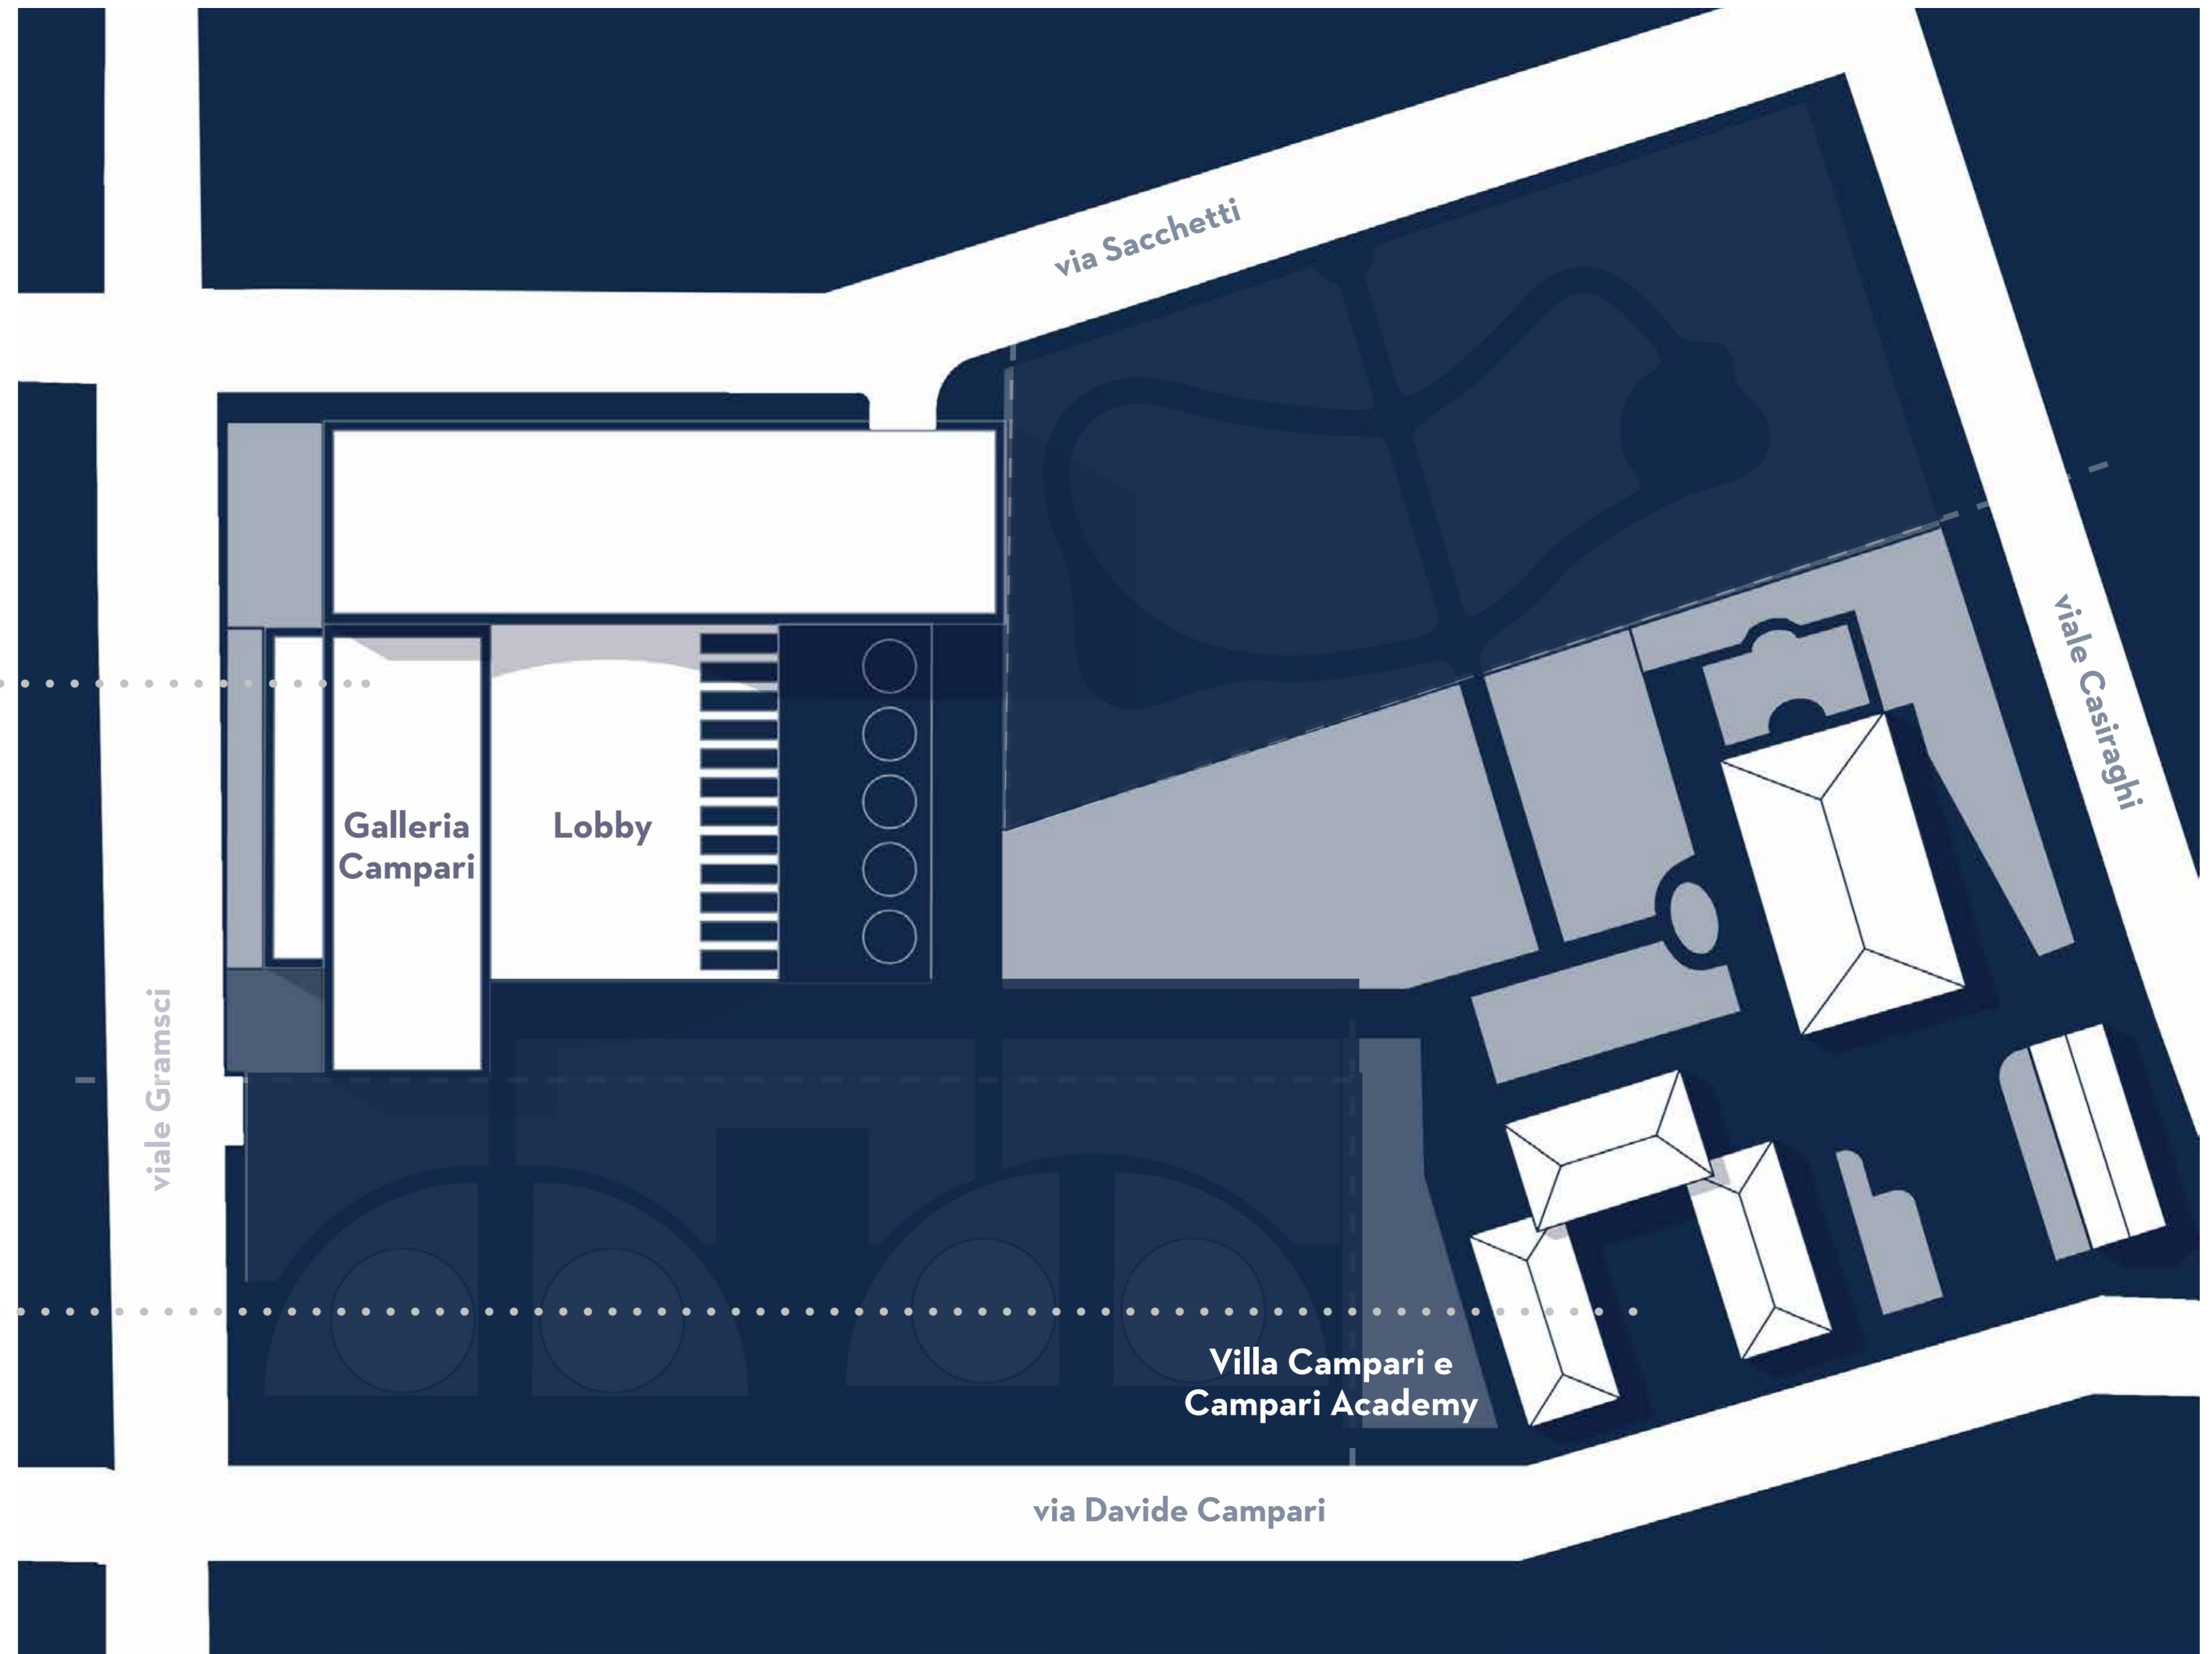 via Sacchetti
viale Casiraghi
Galleria
Campari
Lobby
viale Gramsci
Villa Campari e
Campari Academy
via Davide Campari